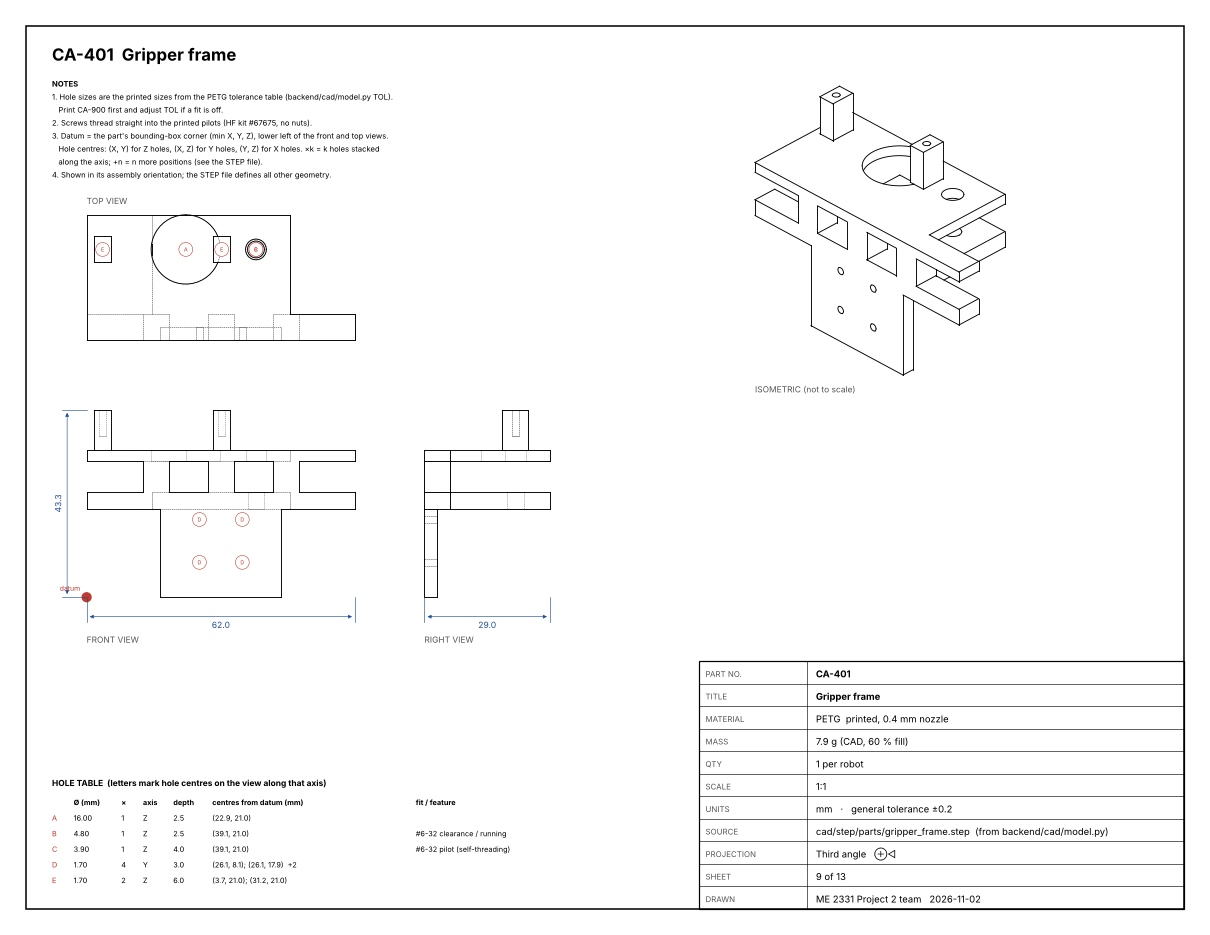 CA-401 Gripper frame
NOTES
1. Hole sizes are the printed sizes from the PETG tolerance table (backend/cad/model.py TOL).
Print CA-900 first and adjust TOL if a fit is off.
2. Screws thread straight into the printed pilots (HF kit #67675, no nuts).
3. Datum = the part's bounding-box corner (min X, Y, Z), lower left of the front and top views.
Hole centres: (X, Y) for Z holes, (X, Z) for Y holes, (Y, Z) for X holes. ×k = k holes stacked
along the axis; +n = n more positions (see the STEP file).
4. Shown in its assembly orientation; the STEP file defines all other geometry.
TOP VIEW
E A E B
ISOMETRIC (not to scale)
43.3
D D
D D
datum
62.0
29.0
FRONT VIEW
RIGHT VIEW
HOLE TABLE (letters mark hole centres on the view along that axis)
Ø (mm) × axis depth centres from datum (mm) fit / feature
A 16.00 1 Z 2.5 (22.9, 21.0)
B 4.80 1 Z 2.5 (39.1, 21.0) #6-32 clearance / running
C 3.90 1 Z 4.0 (39.1, 21.0) #6-32 pilot (self-threading)
D 1.70 4 Y 3.0 (26.1, 8.1); (26.1, 17.9) +2
E 1.70 2 Z 6.0 (3.7, 21.0); (31.2, 21.0)
PART NO. CA-401
TITLE Gripper frame
MATERIAL PETG printed, 0.4 mm nozzle
MASS 7.9 g (CAD, 60 % fill)
QTY 1 per robot
SCALE 1:1
UNITS mm · general tolerance ±0.2
SOURCE cad/step/parts/gripper_frame.step (from backend/cad/model.py)
PROJECTION Third angle
SHEET 9 of 13
DRAWN ME 2331 Project 2 team 2026-11-02